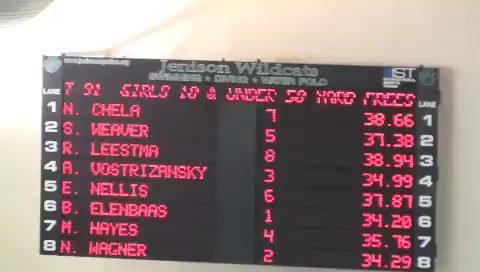 Jenison Wildcats
SWIMMING ★ DIVING ★ WATER POLO
IST
LANE T 91 GIRLS 10 & UNDER 50 YARD FREES LANE
1 N. CHELA 7 38.66 1
2 S. WEAVER 5 37.38 2
3 R. LEESTMA 8 38.94 3
4 A. VOSTRIZANSKY 3 34.99 4
5 E. NELLIS 6 37.87 5
6 B. ELENBAAS 1 34.20 6
7 M. HAYES 4 35.76 7
8 N. WAGNER 2 34.29 8